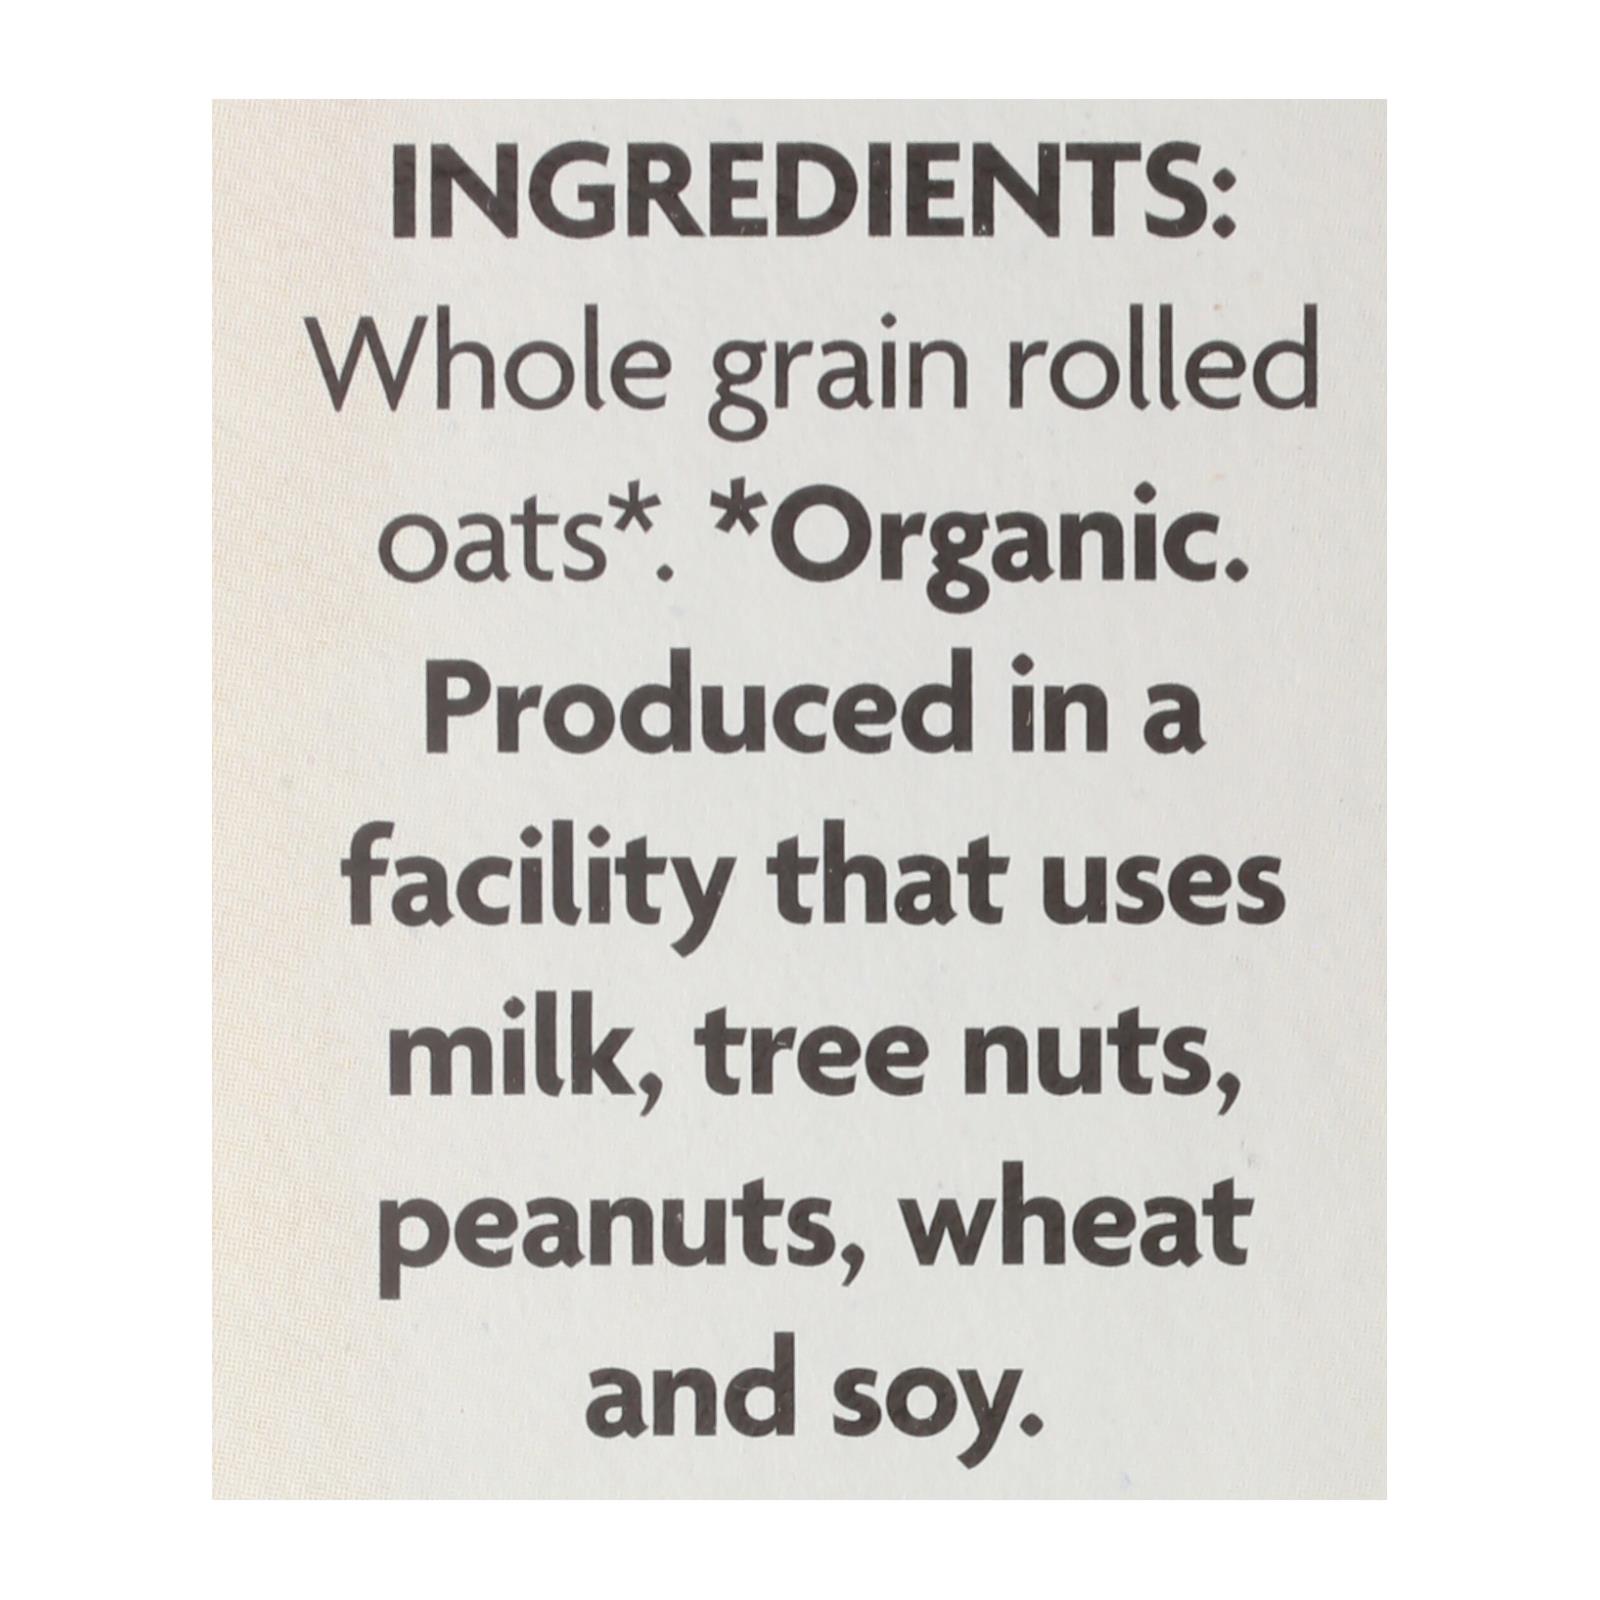 INGREDIENTS:
Whole grain rolled
oats*. *Organic.
Produced in a
facility that uses
milk, tree nuts,
peanuts, wheat
and soy.